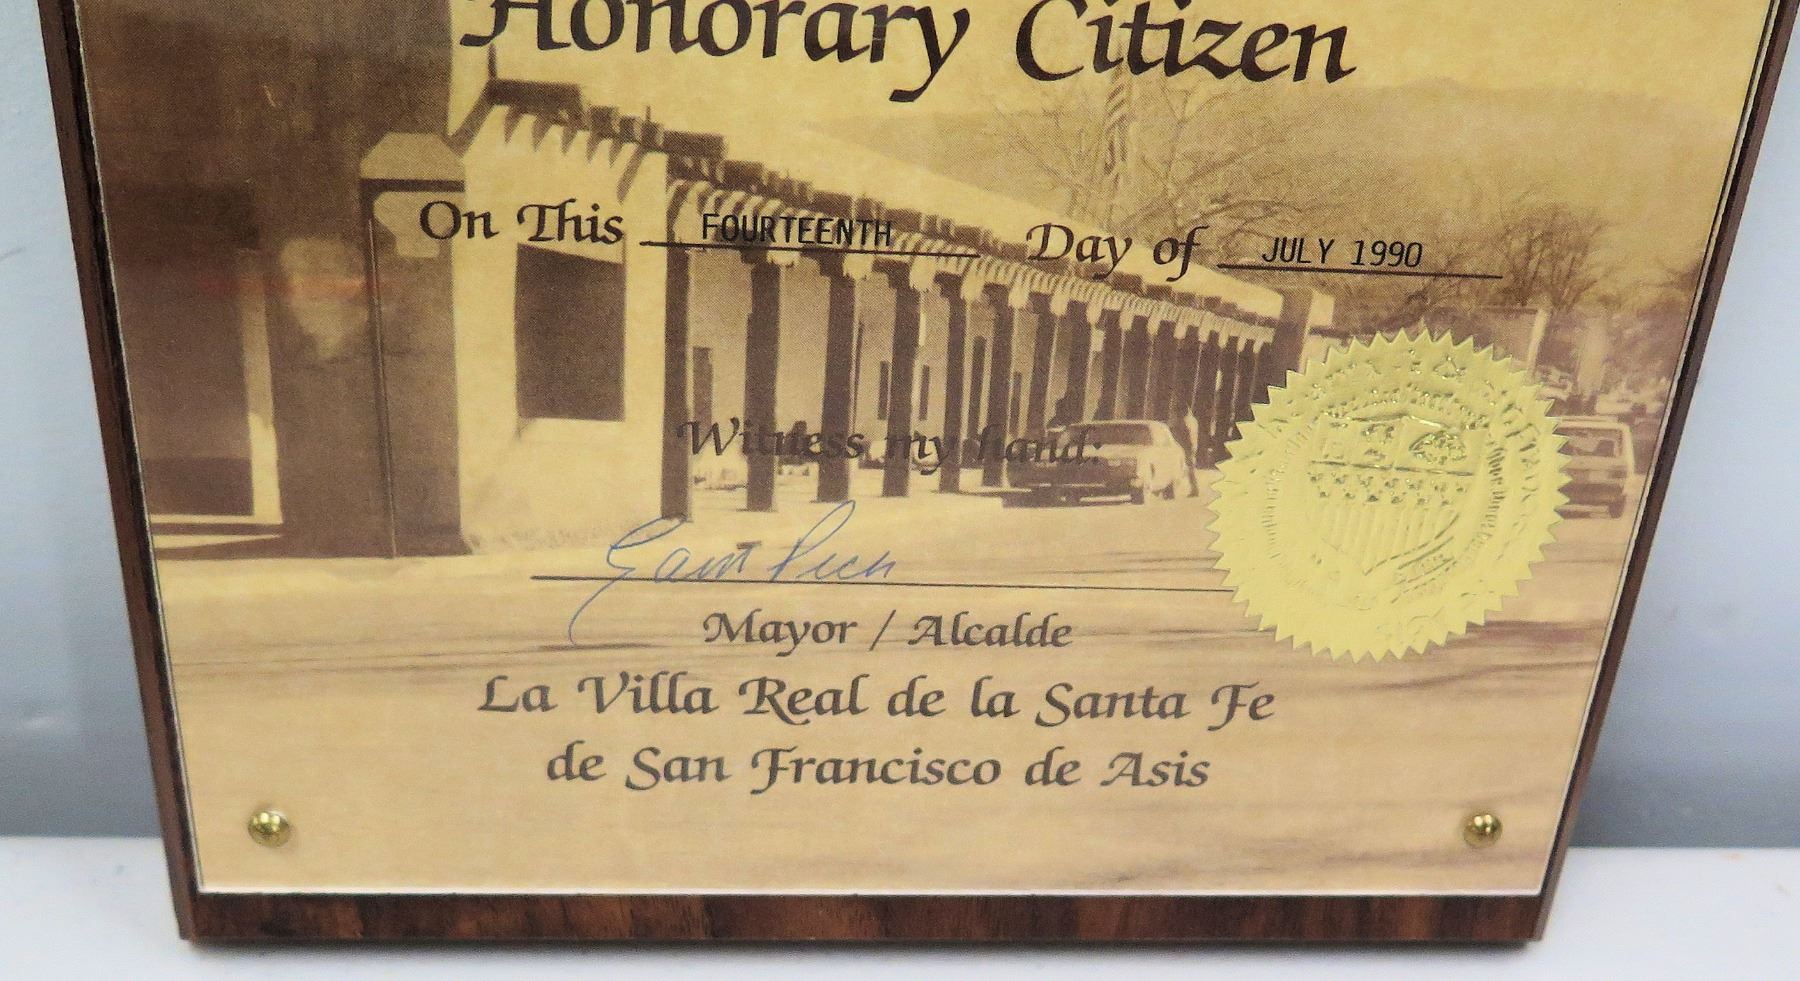 Honorary Citizen
On This FOURTEENTH Day of JULY 1990
Witness my hand:
Mayor / Alcalde
La Villa Real de la Santa Fe
de San Francisco de Asis